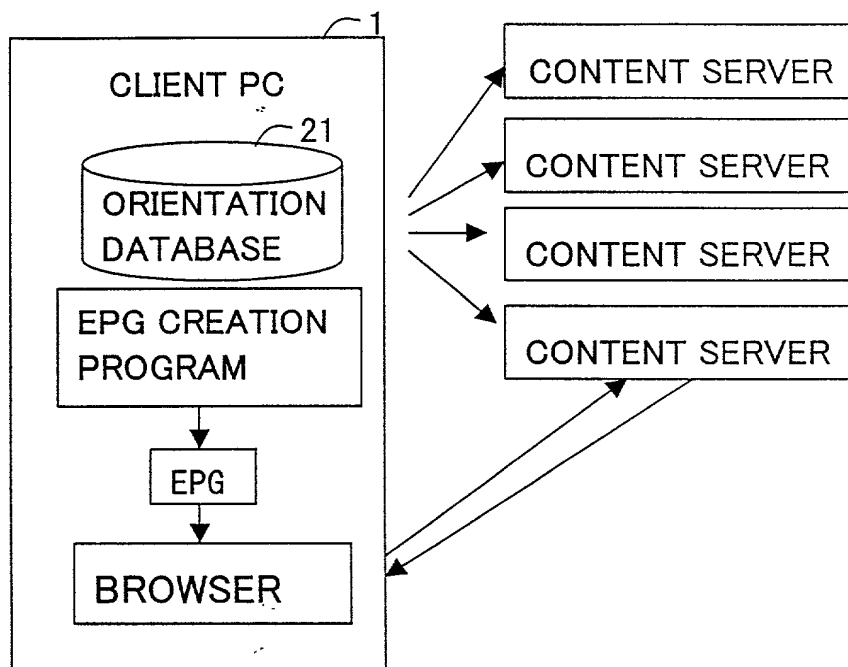 1
CLIENT PC
21
ORIENTATION
DATABASE
EPG CREATION
PROGRAM
EPG
BROWSER
CONTENT SERVER
CONTENT SERVER
CONTENT SERVER
CONTENT SERVER